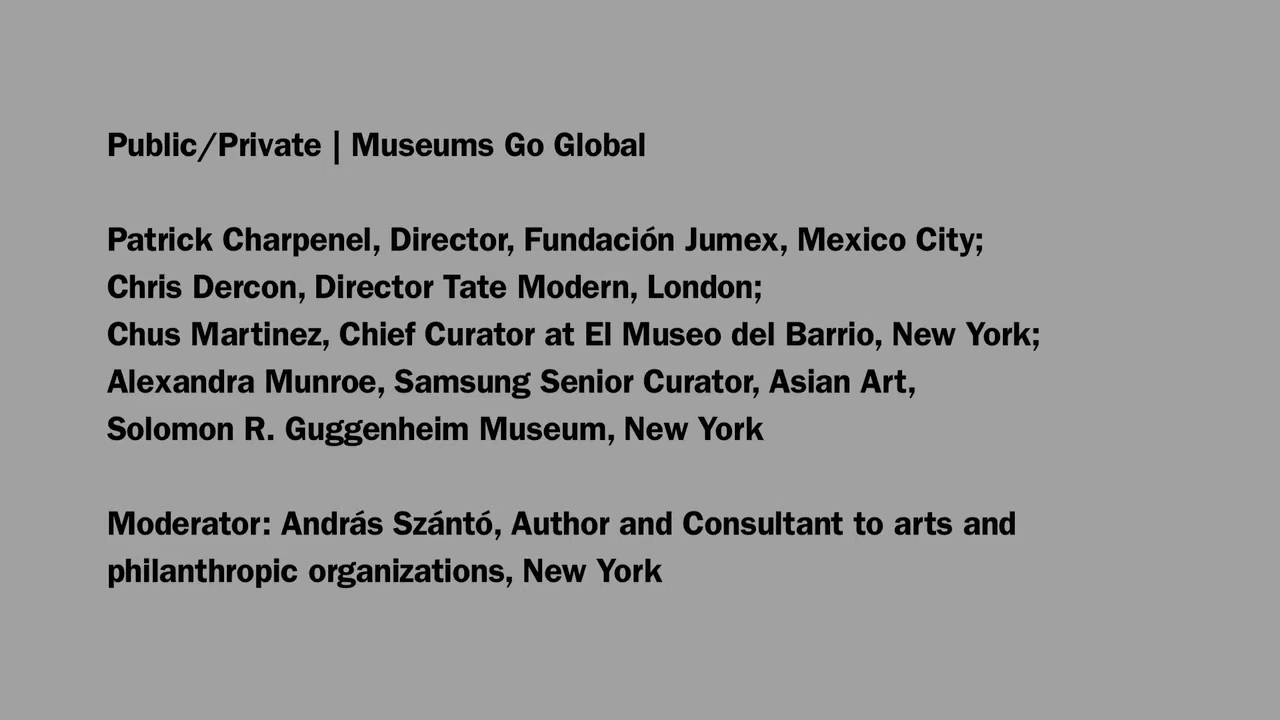 Public/Private | Museums Go Global
Patrick Charpenel, Director, Fundación Jumex, Mexico City;
Chris Dercon, Director Tate Modern, London;
Chus Martinez, Chief Curator at El Museo del Barrio, New York;
Alexandra Munroe, Samsung Senior Curator, Asian Art,
Solomon R. Guggenheim Museum, New York
Moderator: András Szántó, Author and Consultant to arts and
philanthropic organizations, New York